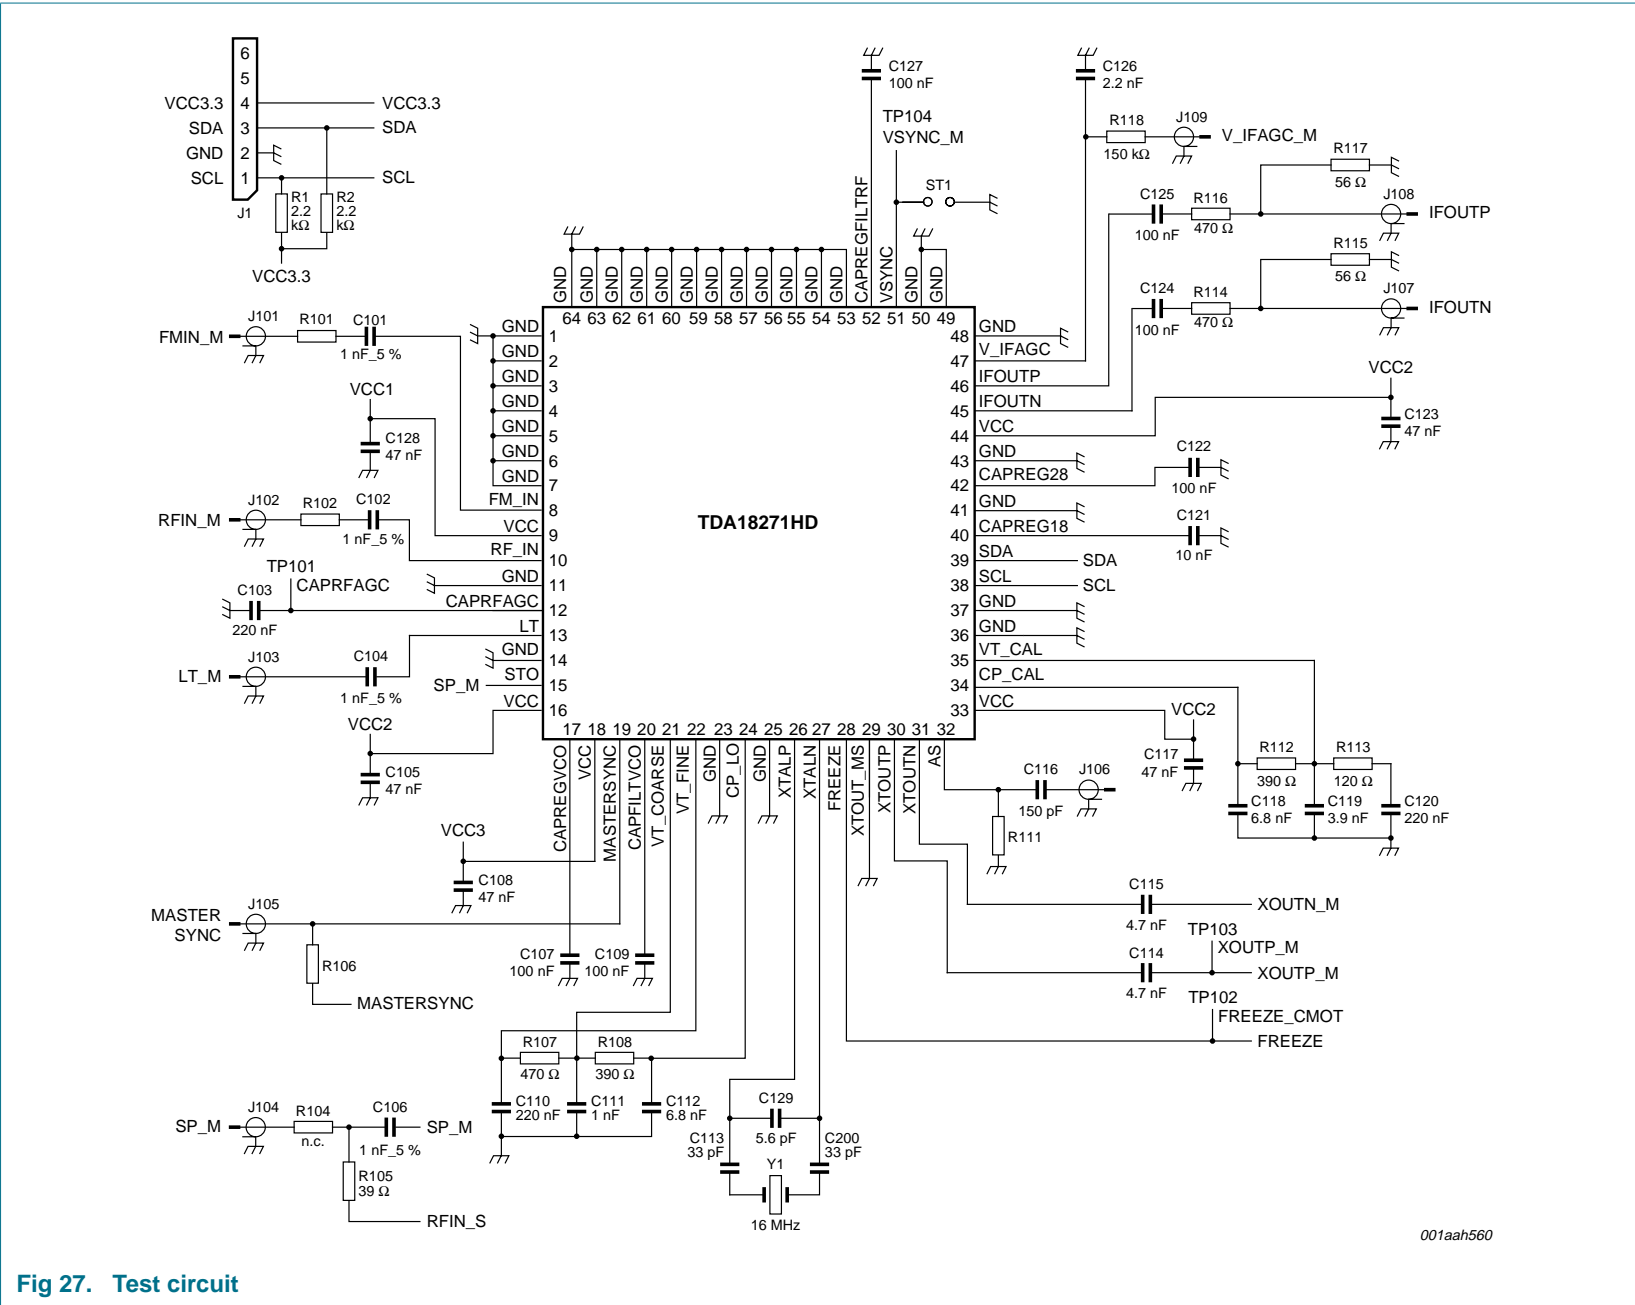 6
5
VCC3.3 4 VCC3.3
SDA 3 SDA
GND 2
SCL 1 SCL
J1
R1 2.2 kΩ
R2 2.2 kΩ
VCC3.3
C127 100 nF
TP104
VSYNC_M
ST1
CAPREGFILTRF
VSYNC
C126 2.2 nF
R118 150 kΩ
J109
V_IFAGC_M
R117 56 Ω
C125 100 nF
R116 470 Ω
J108
IFOUTP
R115 56 Ω
C124 100 nF
R114 470 Ω
J107
IFOUTN
GND GND GND GND GND GND GND GND GND GND GND GND GND GND
64 63 62 61 60 59 58 57 56 55 54 53 52 51 50 49
FMIN_M
J101
R101
C101
1 nF_5 %
VCC1
C128 47 nF
RFIN_M
J102
R102
C102
1 nF_5 %
TP101
CAPRFAGC
C103
220 nF
LT_M
J103
C104
1 nF_5 %
SP_M
VCC2
C105 47 nF
GND 1
GND 2
GND 3
GND 4
GND 5
GND 6
GND 7
FM_IN 8
VCC 9
RF_IN 10
GND 11
CAPRFAGC 12
LT 13
GND 14
STO 15
VCC 16
TDA18271HD
48 GND
47 V_IFAGC
46 IFOUTP
45 IFOUTN
44 VCC
43 GND
42 CAPREG28
41 GND
40 CAPREG18
39 SDA SDA
38 SCL SCL
37 GND
36 GND
35 VT_CAL
34 CP_CAL
33 VCC
VCC2
C123 47 nF
C122
100 nF
C121
10 nF
VCC2
C117 47 nF
R112 390 Ω
R113 120 Ω
C118 6.8 nF
C119 3.9 nF
C120 220 nF
17 18 19 20 21 22 23 24 25 26 27 28 29 30 31 32
CAPREGVCO
VCC
MASTERSYNC
CAPFILTVCO
VT_COARSE
VT_FINE
GND
CP_LO
GND
XTALP
XTALN
FREEZE
XTOUT_MS
XTOUTP
XTOUTN
AS
C116
150 pF
J106
R111
VCC3
C108 47 nF
MASTER
SYNC
J105
R106
MASTERSYNC
C107 100 nF
C109 100 nF
C115
4.7 nF
XOUTN_M
TP103
XOUTP_M
C114
4.7 nF
XOUTP_M
TP102
FREEZE_CMOT
FREEZE
R107 470 Ω
R108 390 Ω
C110 220 nF
C111 1 nF
C112 6.8 nF
C129
5.6 pF
C113 33 pF
C200 33 pF
Y1
16 MHz
SP_M
J104
R104
n.c.
C106
1 nF_5 %
SP_M
R105 39 Ω
RFIN_S
001aah560
Fig 27. Test circuit